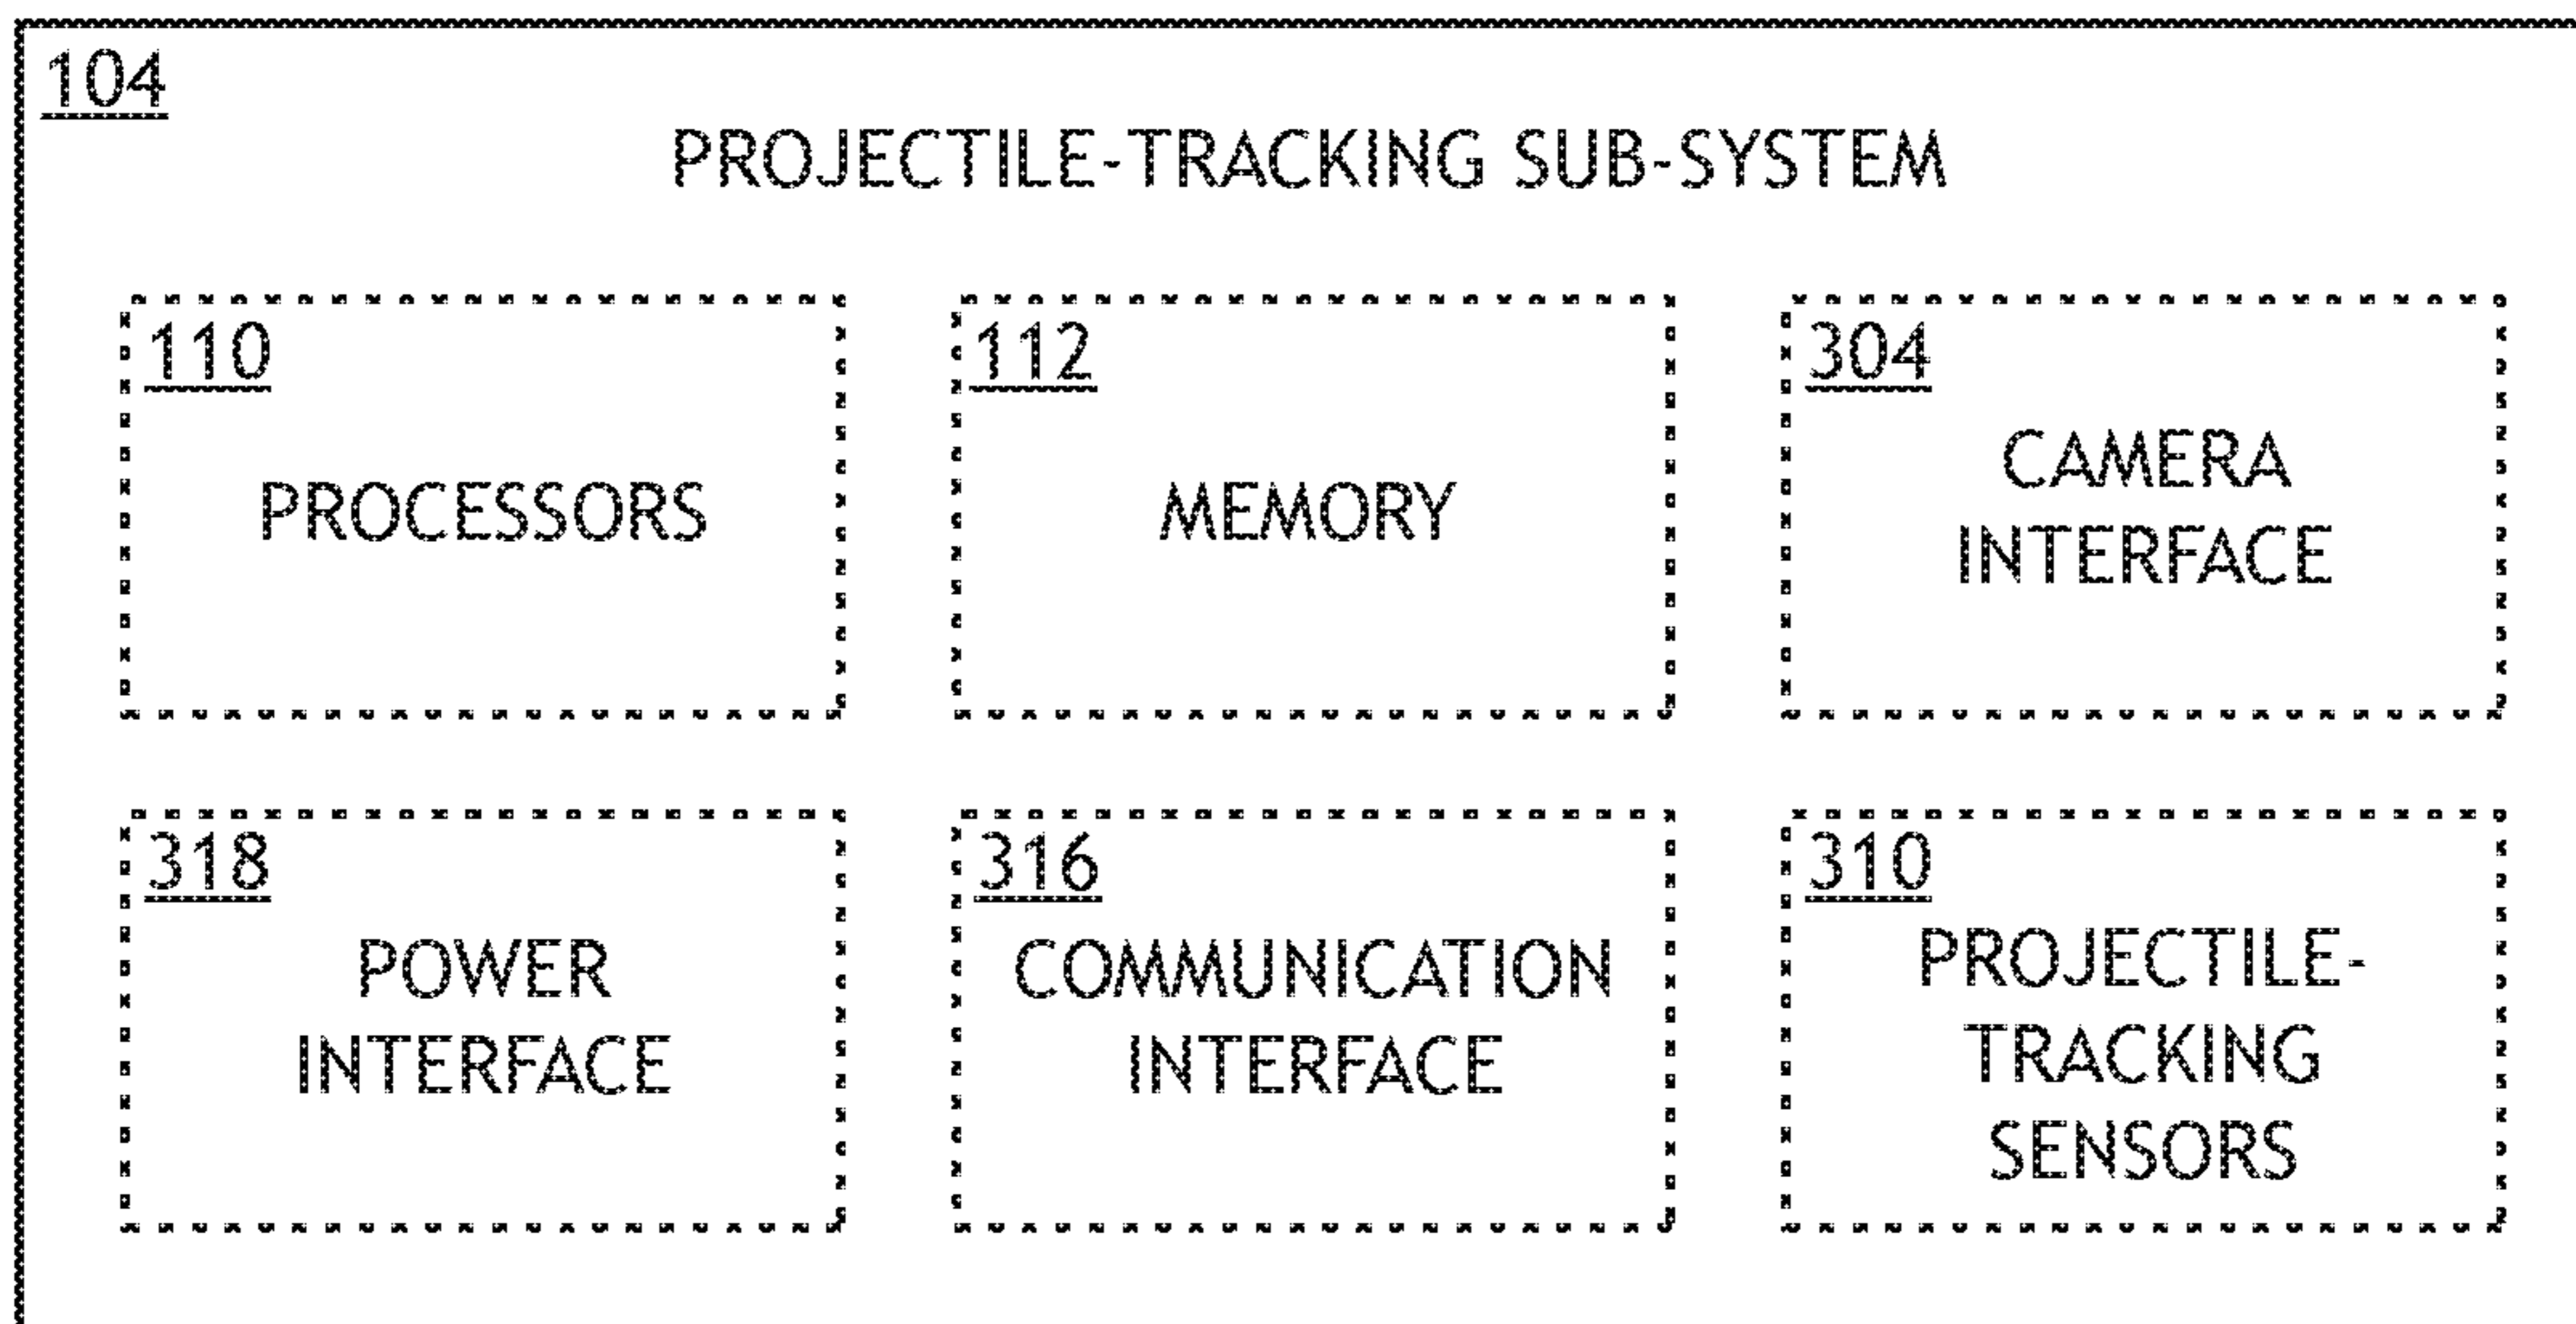 104
PROJECTILE-TRACKING SUB-SYSTEM
110
PROCESSORS
112
MEMORY
304
CAMERA
INTERFACE
318
POWER
INTERFACE
316
COMMUNICATION
INTERFACE
310
PROJECTILE-
TRACKING
SENSORS